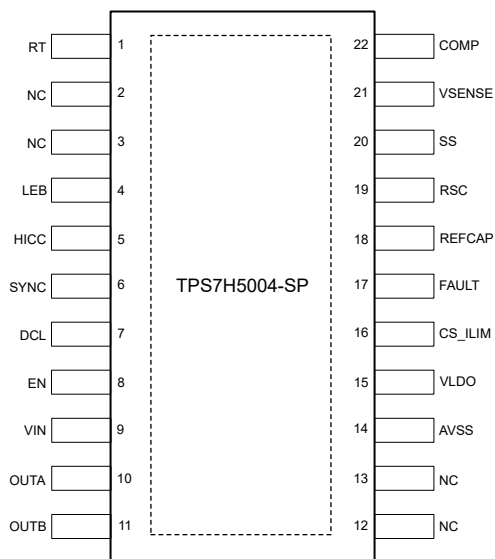 RT 1 22 COMP
NC 2 21 VSENSE
NC 3 20 SS
LEB 4 19 RSC
HICC 5 18 REFCAP
SYNC 6 TPS7H5004-SP 17 FAULT
DCL 7 16 CS_ILIM
EN 8 15 VLDO
VIN 9 14 AVSS
OUTA 10 13 NC
OUTB 11 12 NC